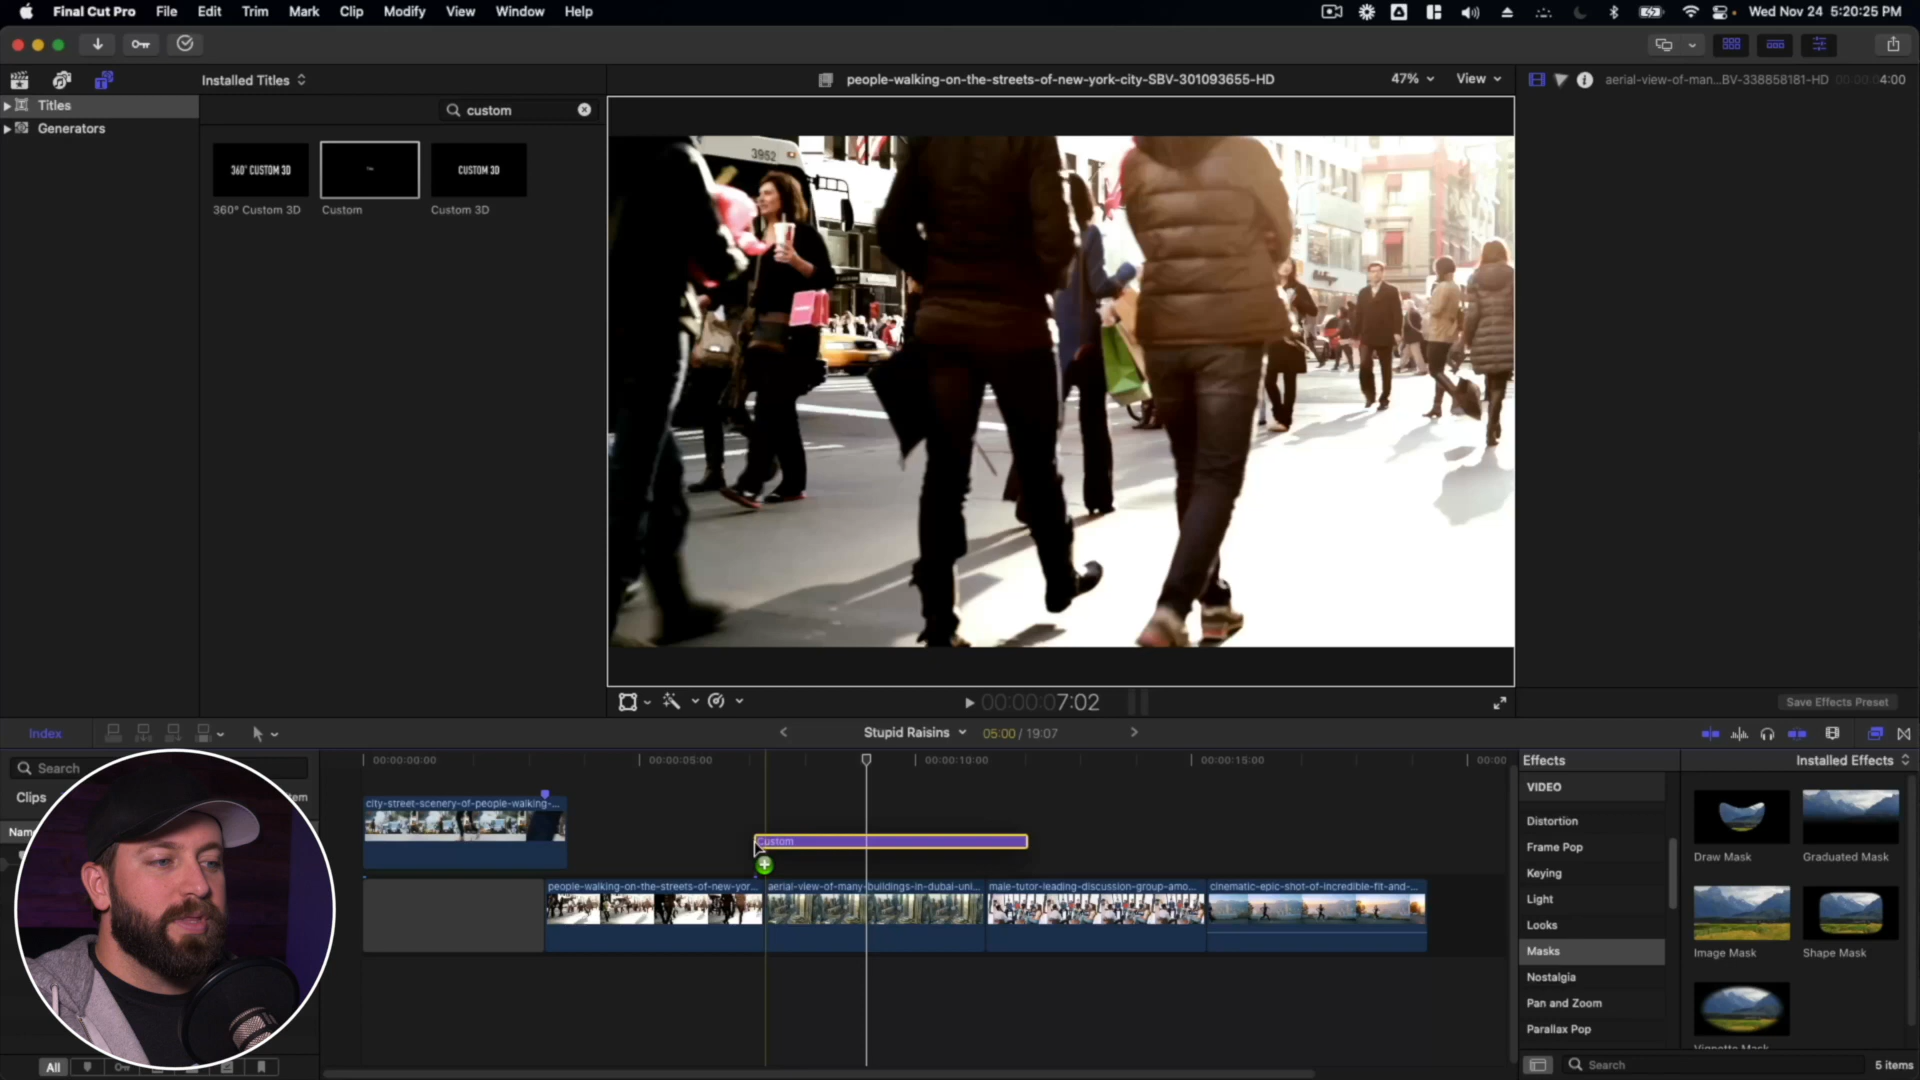 Final Cut Pro File Edit Trim Mark Clip Modify View Window Help
Wed Nov 24 5:20:25 PM
Installed Titles
people-walking-on-the-streets-of-new-york-city-SBV-301093655-HD
47%
View
aerial-view-of-man...BV-338858181-HD
4:00
Titles
custom
Generators
360° CUSTOM 3D
CUSTOM 3D
360° Custom 3D
Custom
Custom 3D
3952
00:00:07:02
Save Effects Preset
Index
Stupid Raisins
05:00 / 19:07
Search
00:00:00:00
00:00:05:00
00:00:10:00
00:00:15:00
00:00
Effects
Installed Effects
Clips
city-street-scenery-of-people-walking-...
Custom
people-walking-on-the-streets-of-new-yor...
aerial-view-of-many-buildings-in-dubai-uni...
male-tutor-leading-discussion-group-amo...
cinematic-epic-shot-of-incredible-fit-and-...
VIDEO
Distortion
Frame Pop
Keying
Light
Looks
Masks
Nostalgia
Pan and Zoom
Parallax Pop
Draw Mask
Graduated Mask
Image Mask
Shape Mask
Vignette Mask
All
Search
5 items